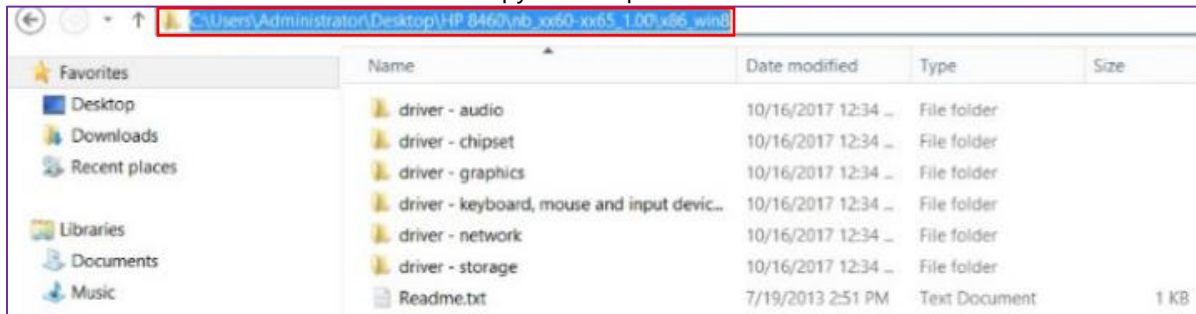 C:\Users\Administrator\Desktop\HP 8460\nb_xx60-xx65_1.00\x86_win8
Name Date modified Type Size
Favorites
Desktop
Downloads
Recent places
Libraries
Documents
Music
driver - audio 10/16/2017 12:34 ... File folder
driver - chipset 10/16/2017 12:34 ... File folder
driver - graphics 10/16/2017 12:34 ... File folder
driver - keyboard, mouse and input devic... 10/16/2017 12:34 ... File folder
driver - network 10/16/2017 12:34 ... File folder
driver - storage 10/16/2017 12:34 ... File folder
Readme.txt 7/19/2013 2:51 PM Text Document 1 KB